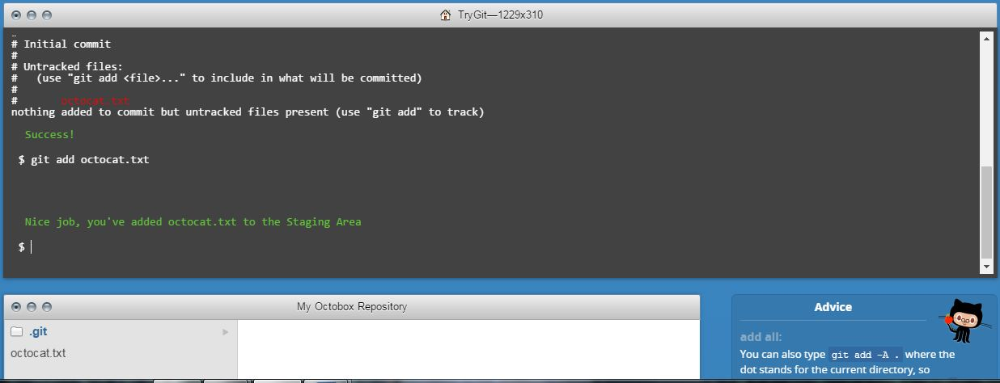 TryGit—1229x310
# Initial commit
#
# Untracked files:
#   (use "git add <file>..." to include in what will be committed)
#
#       octocat.txt
nothing added to commit but untracked files present (use "git add" to track)
Success!
$ git add octocat.txt
Nice job, you've added octocat.txt to the Staging Area
$
My Octobox Repository
.git
octocat.txt
Advice
add all:
You can also type git add -A . where the
dot stands for the current directory, so